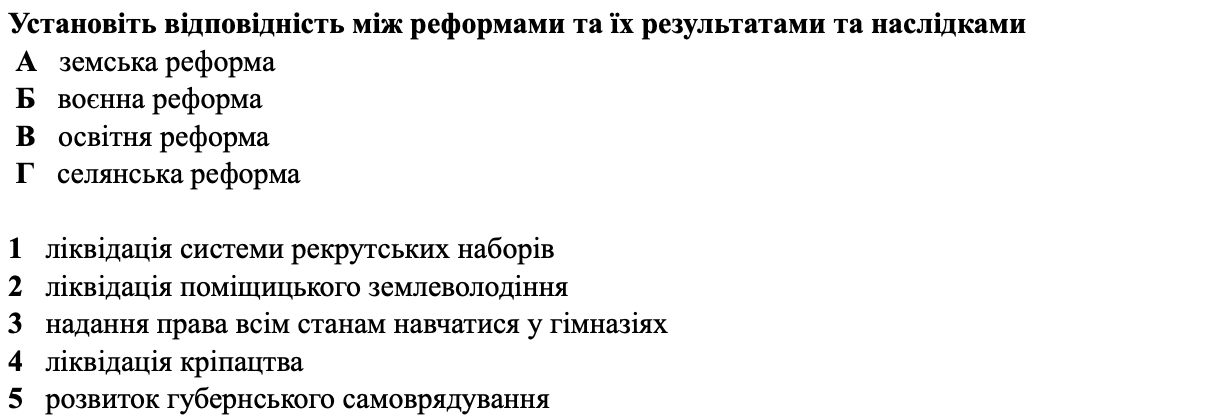 Установіть відповідність між реформами та їх результатами та наслідками
А земська реформа
Б воєнна реформа
В освітня реформа
Г селянська реформа
1 ліквідація системи рекрутських наборів
2 ліквідація поміщицького землеволодіння
3 надання права всім станам навчатися у гімназіях
4 ліквідація кріпацтва
5 розвиток губернського самоврядування